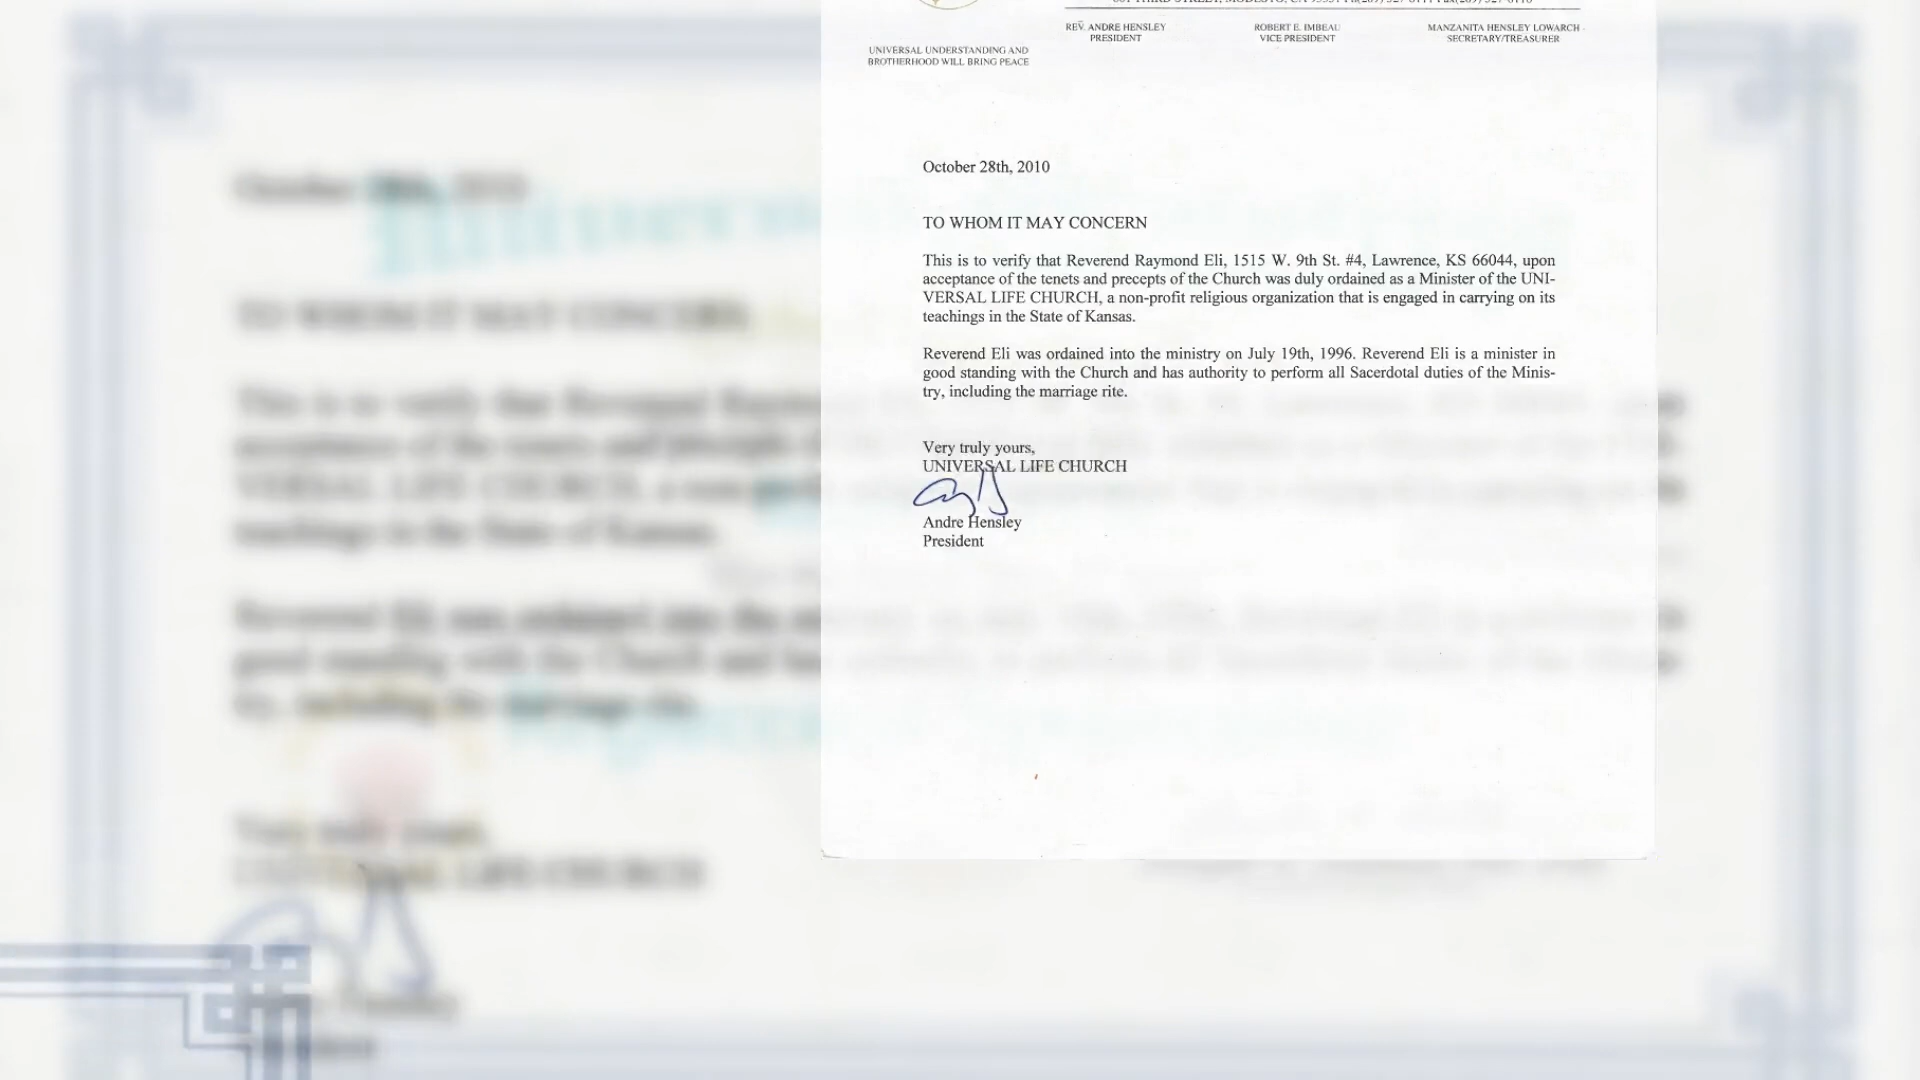 REV. ANDRE HENSLEY
PRESIDENT
ROBERT E. IMBEAU
VICE PRESIDENT
MANZANITA HENSLEY LOWARCH
SECRETARY/TREASURER
UNIVERSAL UNDERSTANDING AND
BROTHERHOOD WILL BRING PEACE
October 28th, 2010
TO WHOM IT MAY CONCERN
This is to verify that Reverend Raymond Eli, 1515 W. 9th St. #4, Lawrence, KS 66044, upon
acceptance of the tenets and precepts of the Church was duly ordained as a Minister of the UNI-
VERSAL LIFE CHURCH, a non-profit religious organization that is engaged in carrying on its
teachings in the State of Kansas.
Reverend Eli was ordained into the ministry on July 19th, 1996. Reverend Eli is a minister in
good standing with the Church and has authority to perform all Sacerdotal duties of the Minis-
try, including the marriage rite.
Very truly yours,
UNIVERSAL LIFE CHURCH
Andre Hensley
President